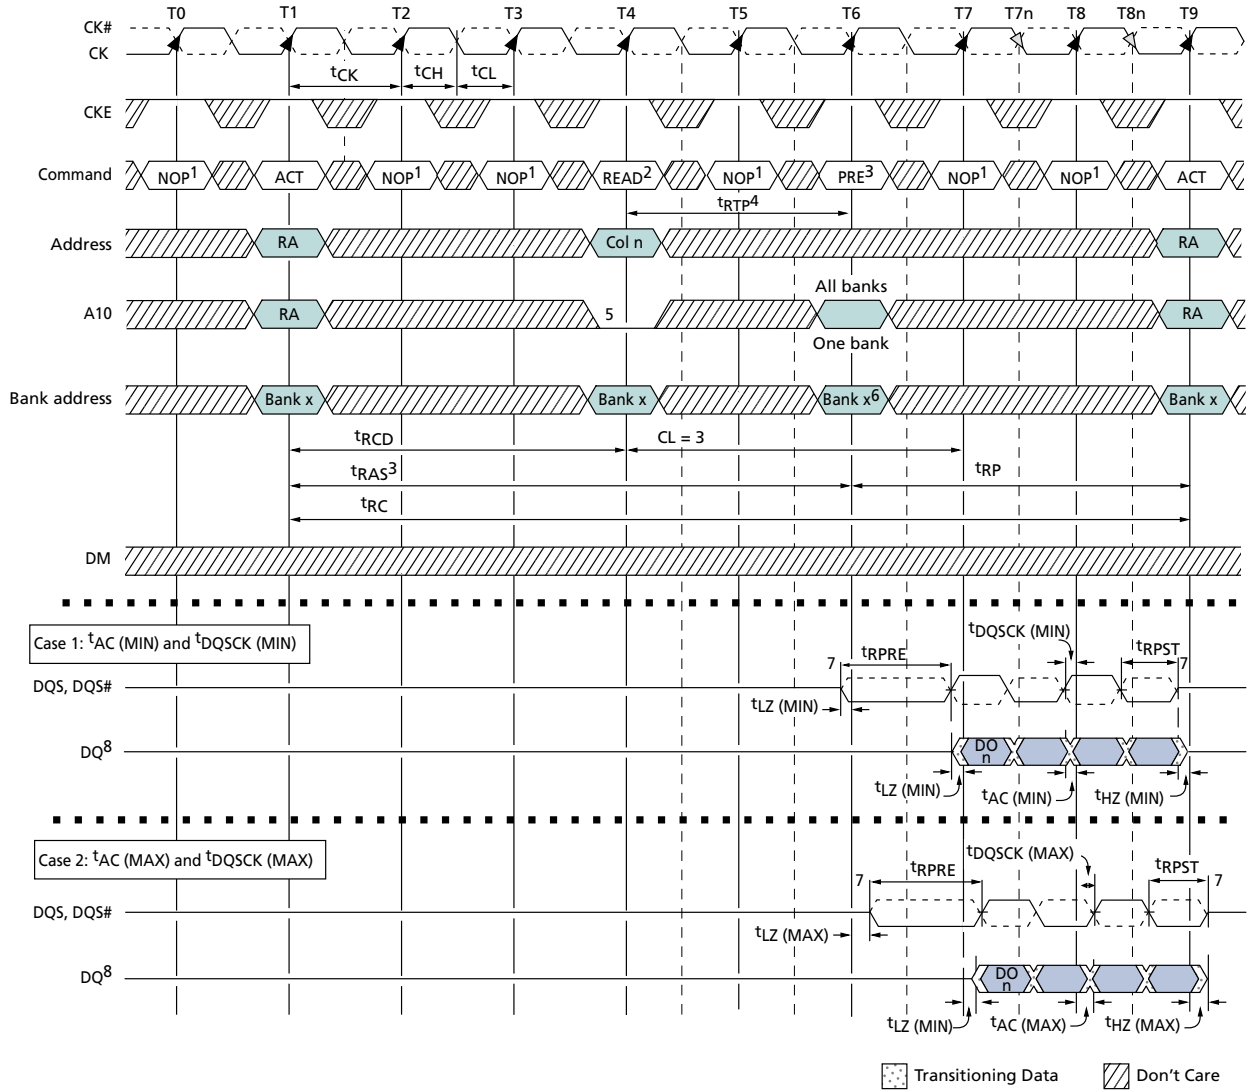 T0 T1 T2 T3 T4 T5 T6 T7 T7n T8 T8n T9
CK#
CK
tCK tCH tCL
CKE
Command NOP1 ACT NOP1 NOP1 READ2 NOP1 PRE3 NOP1 NOP1 ACT
tRTP4
Address RA Col n RA
All banks
A10 RA 5 RA
One bank
Bank address Bank x Bank x Bank x6 Bank x
tRCD CL = 3
tRAS3 tRP
tRC
DM
Case 1: tAC (MIN) and tDQSCK (MIN)
tDQSCK (MIN)
7 tRPRE tRPST 7
DQS, DQS#
tLZ (MIN)
DQ8 DO n
tLZ (MIN) tAC (MIN) tHZ (MIN)
Case 2: tAC (MAX) and tDQSCK (MAX)
tDQSCK (MAX)
7 tRPRE tRPST 7
DQS, DQS#
tLZ (MAX)
DQ8 DO n
tLZ (MIN) tAC (MAX) tHZ (MAX)
Transitioning Data Don't Care